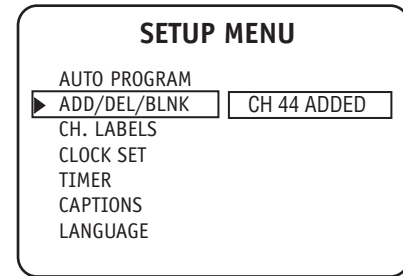 SETUP MENU
AUTO PROGRAM
ADD/DEL/BLNK CH 44 ADDED
CH. LABELS
CLOCK SET
TIMER
CAPTIONS
LANGUAGE